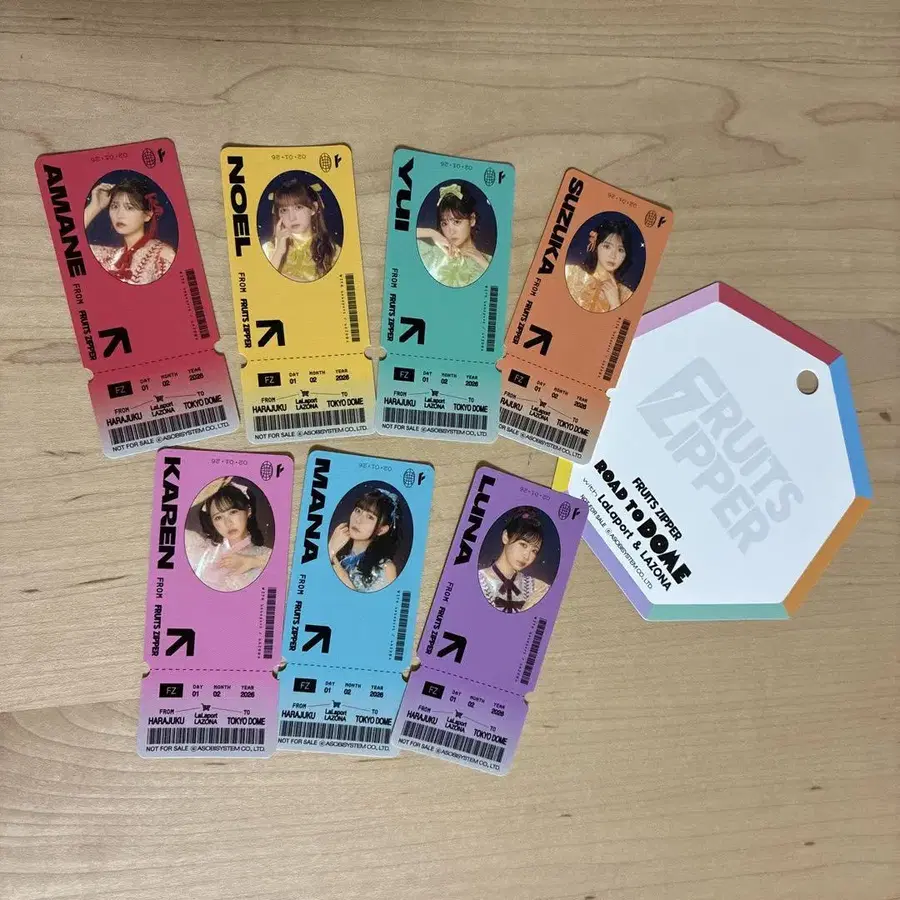 AMANE
FROM FRUITS ZIPPER
FZ
DAY MONTH YEAR
01 02 2026
FROM TO
HARAJUKU LaLaport LAZONA TOKYO DOME
NOT FOR SALE ⓒASOBISYSTEM CO.,LTD.
NOEL
FROM FRUITS ZIPPER
FZ
DAY MONTH YEAR
01 02 2026
FROM TO
HARAJUKU LaLaport LAZONA TOKYO DOME
NOT FOR SALE ⓒASOBISYSTEM CO.,LTD.
YUI
FROM FRUITS ZIPPER
FZ
DAY MONTH YEAR
01 02 2026
FROM TO
HARAJUKU LaLaport LAZONA TOKYO DOME
NOT FOR SALE ⓒASOBISYSTEM CO.,LTD.
SUZUKA
FROM FRUITS ZIPPER
FZ
DAY MONTH YEAR
01 02 2026
FROM TO
HARAJUKU LaLaport LAZONA TOKYO DOME
NOT FOR SALE ⓒASOBISYSTEM CO.,LTD.
KAREN
FROM FRUITS ZIPPER
FZ
DAY MONTH YEAR
01 02 2026
FROM TO
HARAJUKU LaLaport LAZONA TOKYO DOME
NOT FOR SALE ⓒASOBISYSTEM CO.,LTD.
MANA
FROM FRUITS ZIPPER
FZ
DAY MONTH YEAR
01 02 2026
FROM TO
HARAJUKU LaLaport LAZONA TOKYO DOME
NOT FOR SALE ⓒASOBISYSTEM CO.,LTD.
LUNA
FROM FRUITS ZIPPER
FZ
DAY MONTH YEAR
01 02 2026
FROM TO
HARAJUKU LaLaport LAZONA TOKYO DOME
NOT FOR SALE ⓒASOBISYSTEM CO.,LTD.
FRUITS
ZIPPER
FRUITS ZIPPER
ROAD TO DOME
with LaLaport & LAZONA
NOT FOR SALE ⓒASOBISYSTEM CO.,LTD.